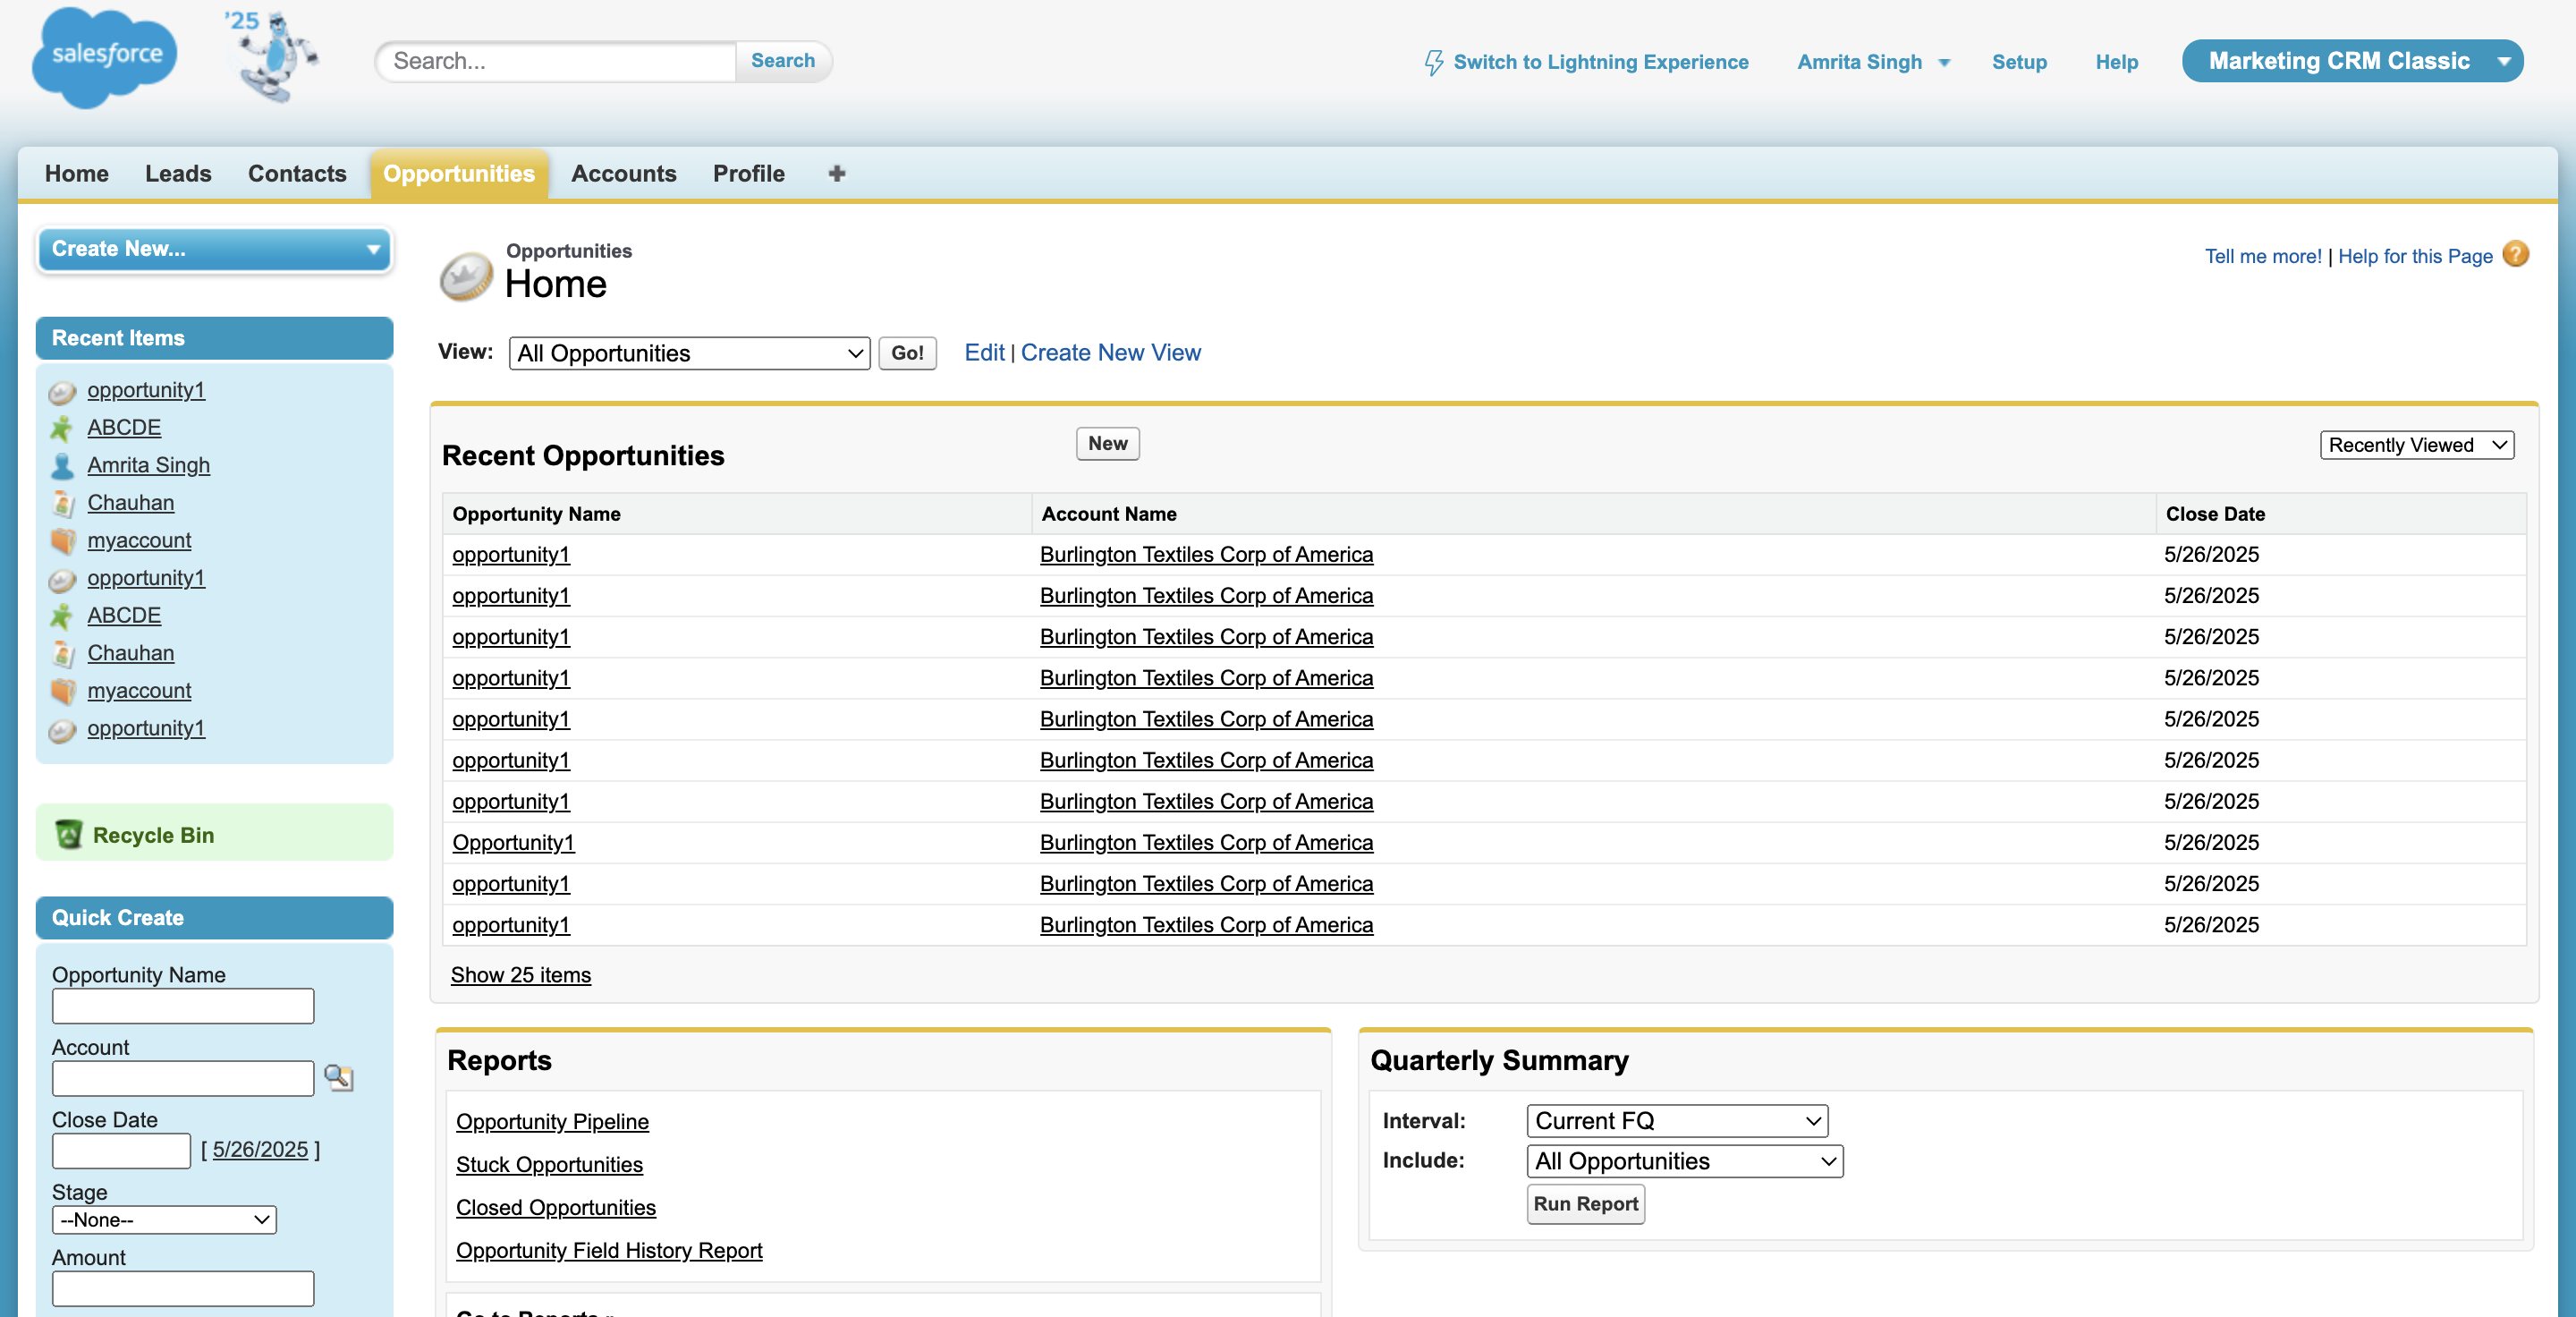 salesforce
'25
Search...
Search
Switch to Lightning Experience
Amrita Singh
Setup
Help
Marketing CRM Classic
Home
Leads
Contacts
Opportunities
Accounts
Profile
Create New...
Recent Items
opportunity1
ABCDE
Amrita Singh
Chauhan
myaccount
opportunity1
ABCDE
Chauhan
myaccount
opportunity1
Recycle Bin
Quick Create
Opportunity Name
Account
Close Date
[ 5/26/2025 ]
Stage
--None--
Amount
Opportunities
Home
Tell me more! | Help for this Page
View: All Opportunities Go! Edit | Create New View
Recent Opportunities
New
Recently Viewed
Opportunity Name Account Name Close Date
opportunity1 Burlington Textiles Corp of America 5/26/2025
opportunity1 Burlington Textiles Corp of America 5/26/2025
opportunity1 Burlington Textiles Corp of America 5/26/2025
opportunity1 Burlington Textiles Corp of America 5/26/2025
opportunity1 Burlington Textiles Corp of America 5/26/2025
opportunity1 Burlington Textiles Corp of America 5/26/2025
opportunity1 Burlington Textiles Corp of America 5/26/2025
Opportunity1 Burlington Textiles Corp of America 5/26/2025
opportunity1 Burlington Textiles Corp of America 5/26/2025
opportunity1 Burlington Textiles Corp of America 5/26/2025
Show 25 items
Reports
Opportunity Pipeline
Stuck Opportunities
Closed Opportunities
Opportunity Field History Report
Go to Reports
Quarterly Summary
Interval: Current FQ
Include: All Opportunities
Run Report